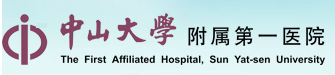 中山大學 附属第一医院
The First Affiliated Hospital, Sun Yat-sen University